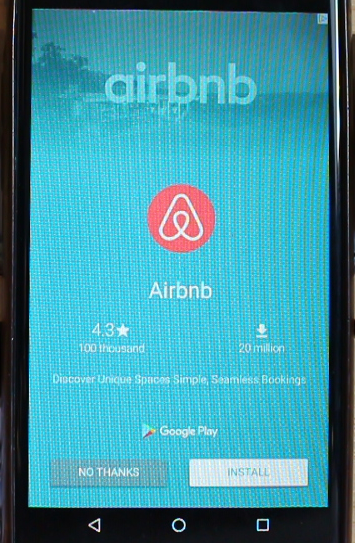 airbnb
Airbnb
4.3★
100 thousand
20 million
Discover Unique Spaces Simple, Seamless Bookings
Google Play
NO THANKS
INSTALL